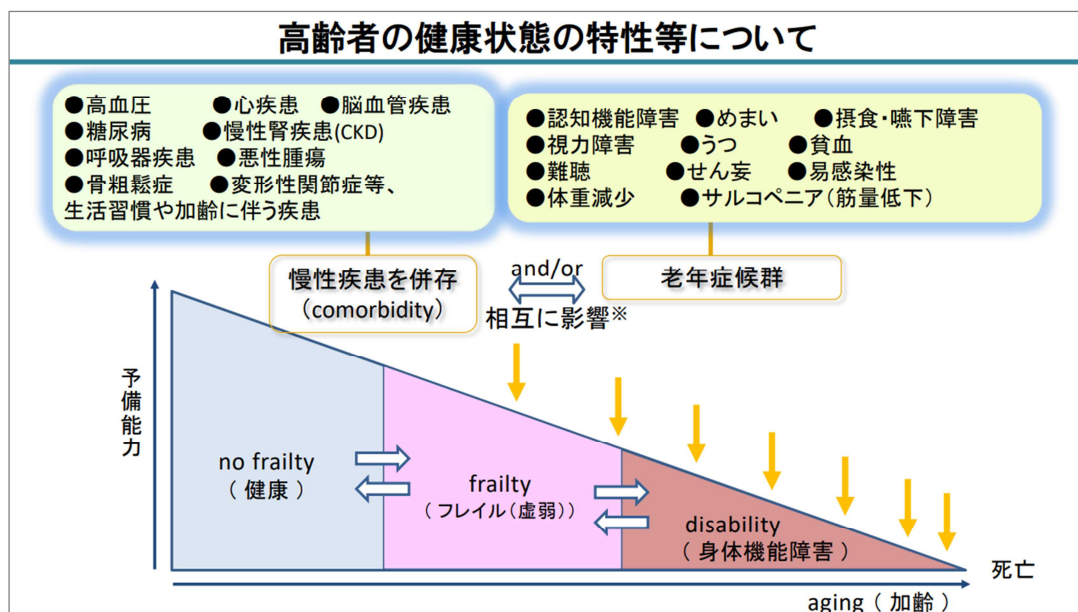 高齢者の健康状態の特性等について
●高血圧 ●心疾患 ●脳血管疾患
●糖尿病 ●慢性腎疾患(CKD)
●呼吸器疾患 ●悪性腫瘍
●骨粗鬆症 ●変形性関節症等、
生活習慣や加齢に伴う疾患
●認知機能障害 ●めまい ●摂食・嚥下障害
●視力障害 ●うつ ●貧血
●難聴 ●せん妄 ●易感染性
●体重減少 ●サルコペニア(筋量低下)
慢性疾患を併存
(comorbidity)
and/or
相互に影響※
老年症候群
予備能力
no frailty
(健康)
frailty
(フレイル(虚弱))
disability
(身体機能障害)
死亡
aging(加齢)